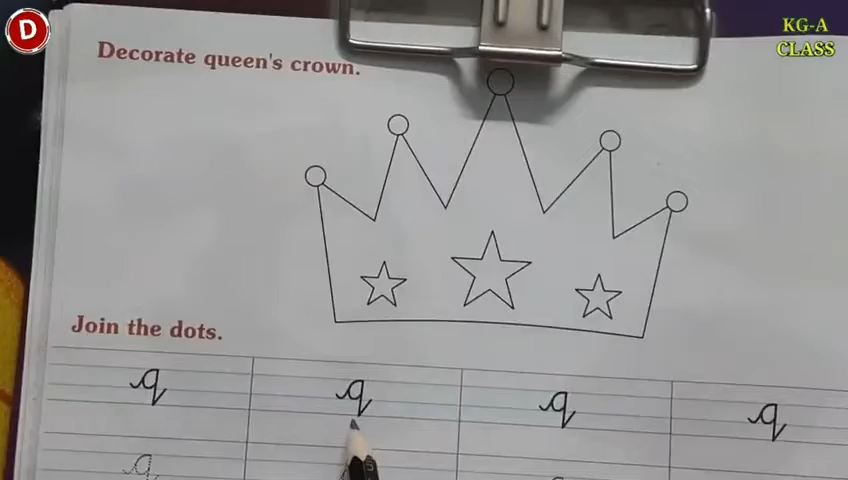 D
KG-A
CLASS
Decorate queen's crown.
Join the dots.
q q q q
q